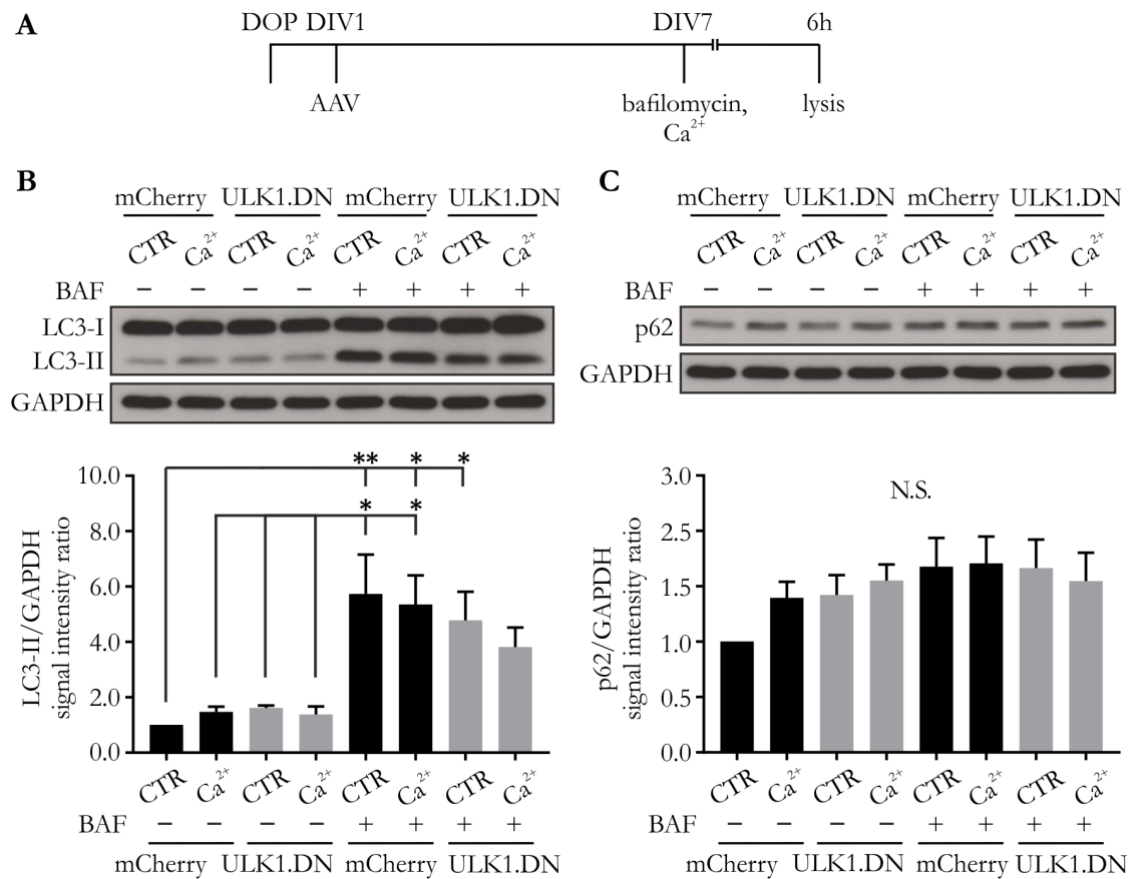 A
DOP DIV1 DIV7 6h
AAV bafilomycin, Ca²⁺ lysis
B
mCherry ULK1.DN mCherry ULK1.DN
CTR Ca²⁺ CTR Ca²⁺ CTR Ca²⁺ CTR Ca²⁺
BAF − − − − + + + +
LC3-I
LC3-II
GAPDH
** * *
* *
LC3-II/GAPDH
signal intensity ratio
10.0
8.0
6.0
4.0
2.0
0.0
CTR Ca²⁺ CTR Ca²⁺ CTR Ca²⁺ CTR Ca²⁺
BAF − − − − + + + +
mCherry ULK1.DN mCherry ULK1.DN
C
mCherry ULK1.DN mCherry ULK1.DN
CTR Ca²⁺ CTR Ca²⁺ CTR Ca²⁺ CTR Ca²⁺
BAF − − − − + + + +
p62
GAPDH
N.S.
p62/GAPDH
signal intensity ratio
3.0
2.5
1.5
1.0
0.5
0.0
CTR Ca²⁺ CTR Ca²⁺ CTR Ca²⁺ CTR Ca²⁺
BAF − − − − + + + +
mCherry ULK1.DN mCherry ULK1.DN